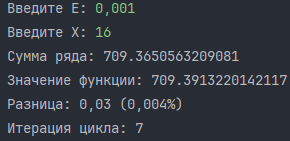 Введите E: 0,001
Введите X: 16
Сумма ряда: 709.3650563209081
Значение функции: 709.3913220142117
Разница: 0,03 (0,004%)
Итерация цикла: 7